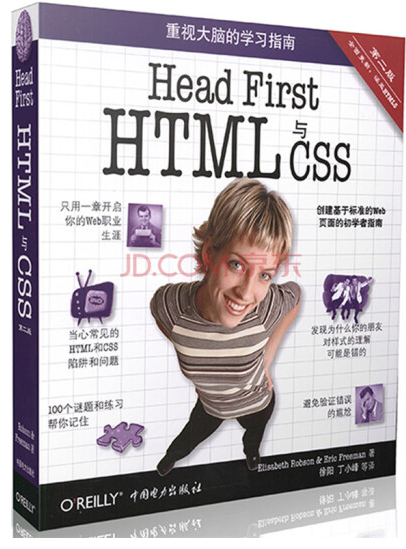 重视大脑的学习指南
第二版
Head First
HTML与CSS
只用一章开启
你的Web职业
生涯
创建基于标准的Web
页面的初学者指南
JD.COM 京东
当心常见的
HTML和CSS
陷阱和问题
发现为什么你的朋友
对样式的理解
可能是错的
100个谜题和练习
帮你记住
避免验证错误
的尴尬
Elisabeth Robson & Eric Freeman 著
徐阳 丁小峰 等译
O'REILLY® 中国电力出版社
Head First
HTML与CSS
第二版
Robson &
Freeman